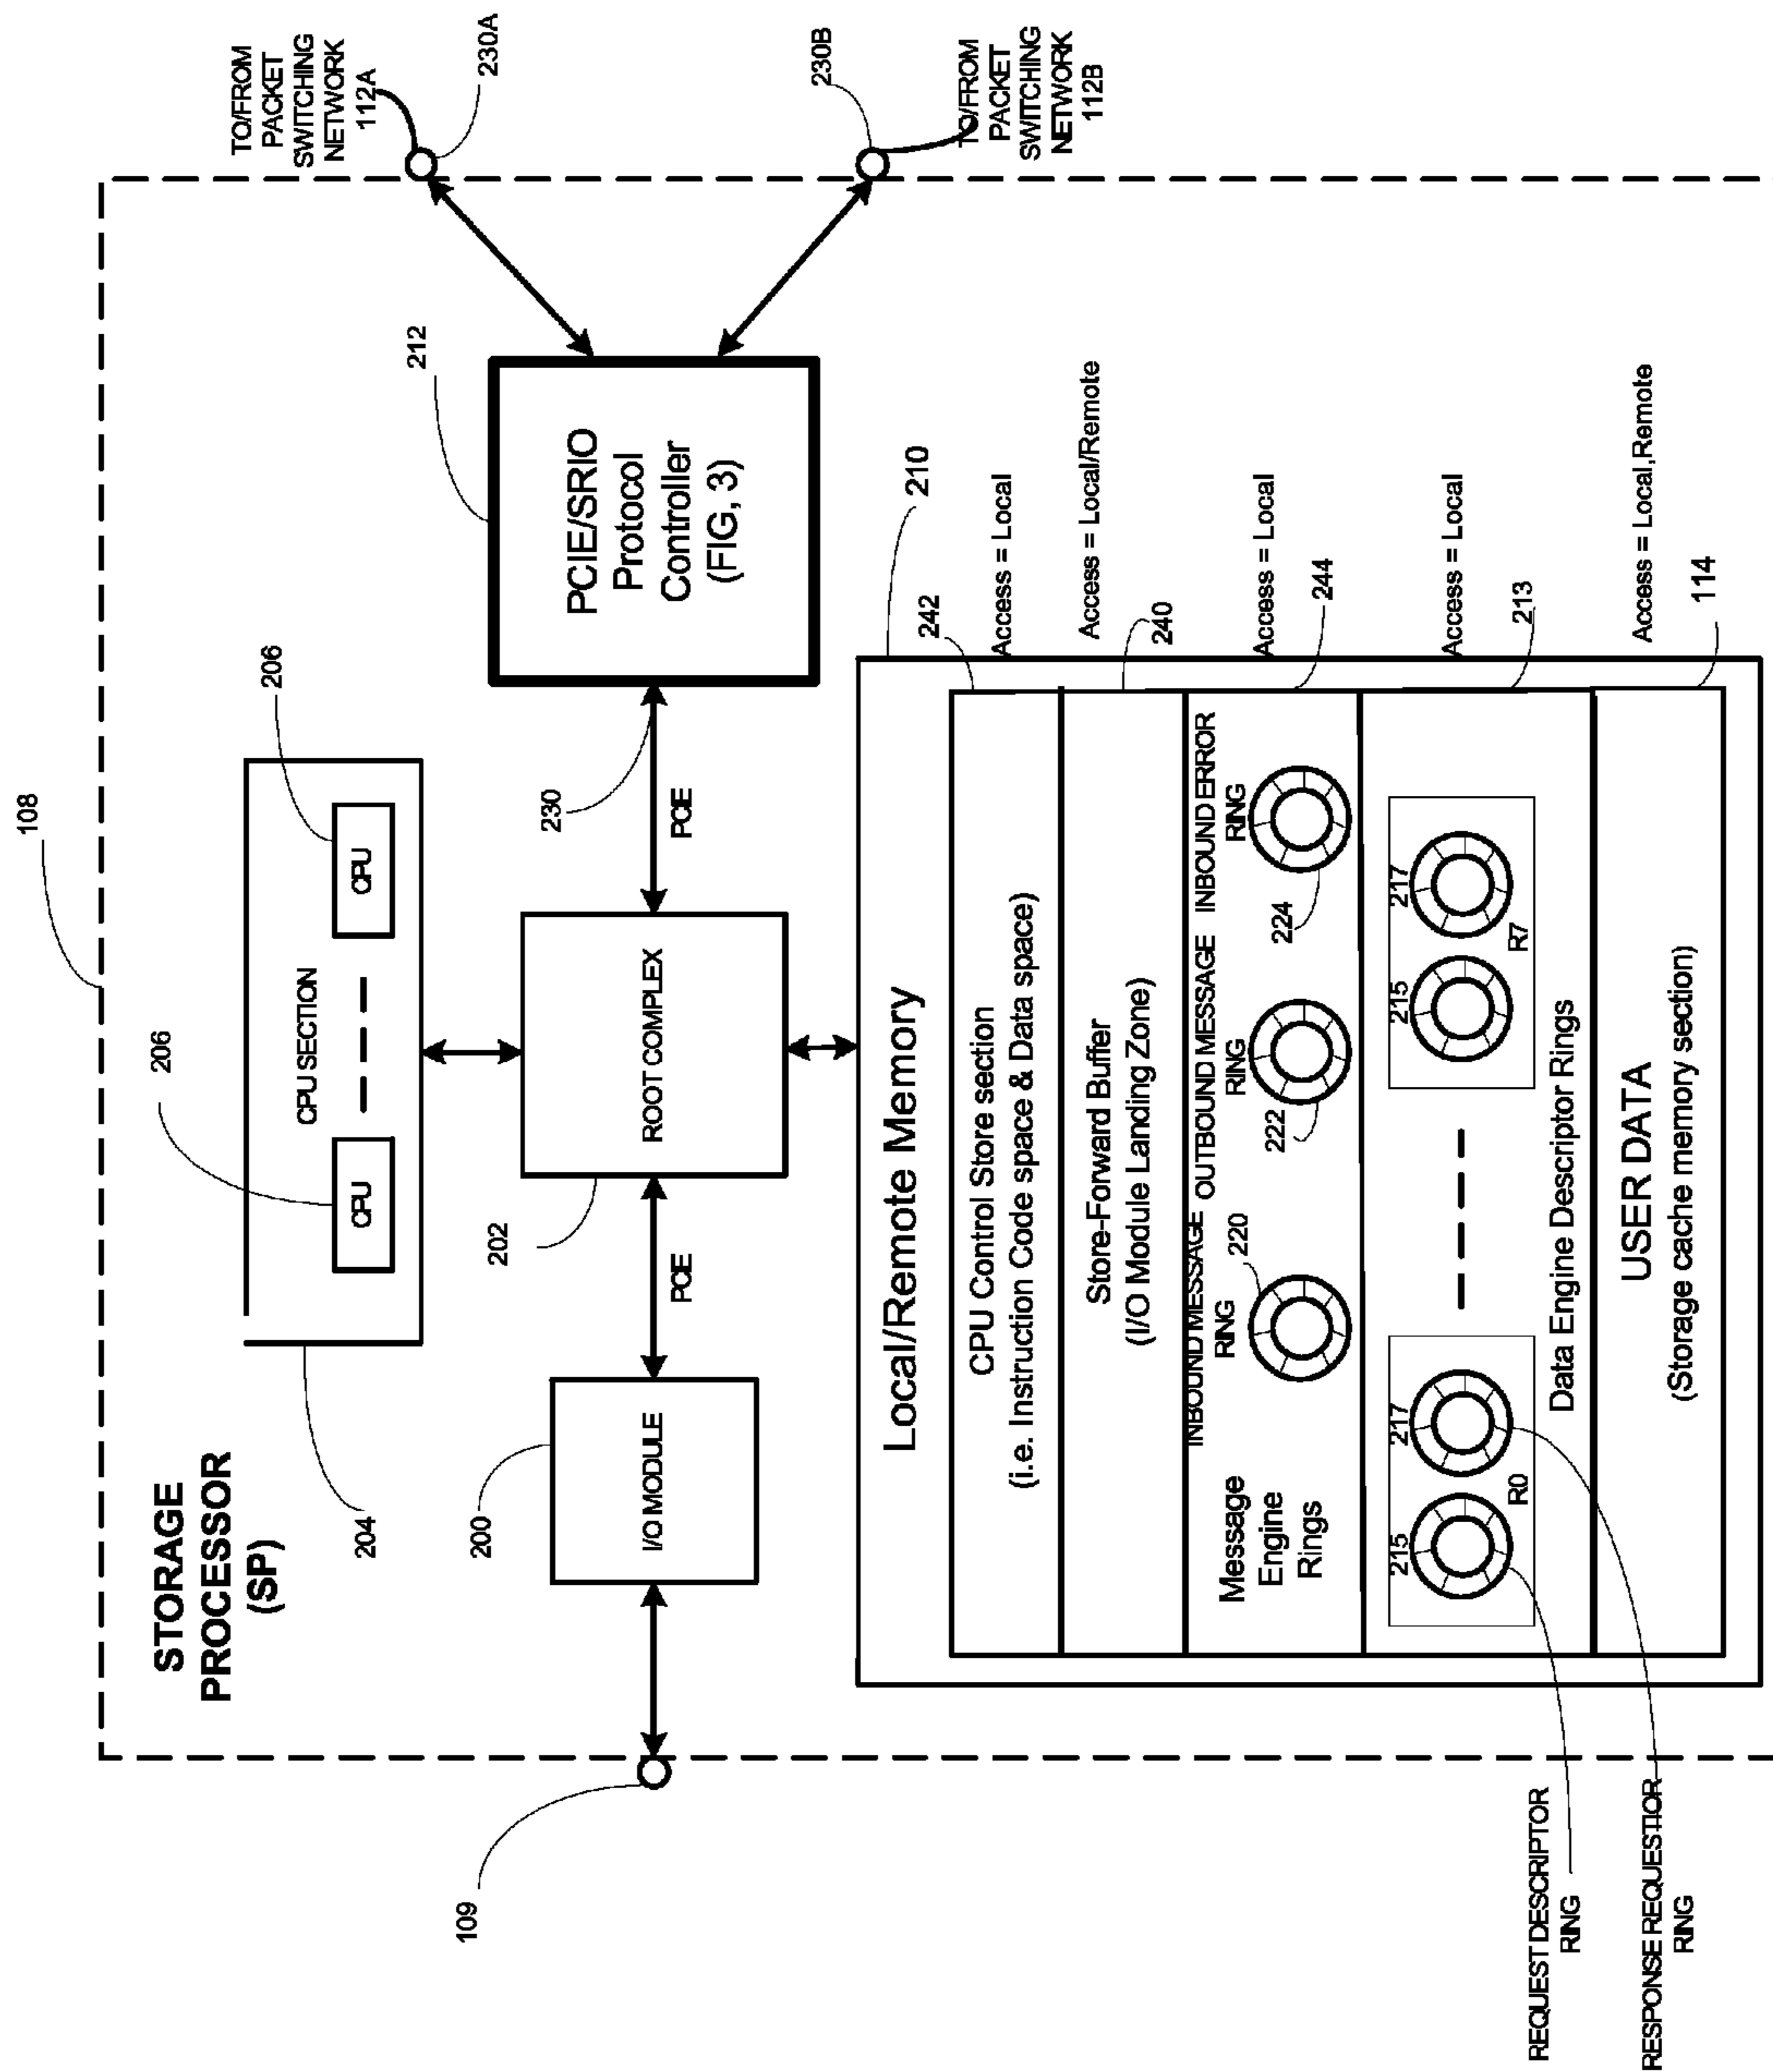 108
STORAGE
PROCESSOR
(SP)
204
206
206
CPU SECTION
CPU
CPU
212
TO/FROM
PACKET
SWITCHING
NETWORK
112A
230A
109
200
I/O MODULE
PCIE
202
ROOT COMPLEX
230
PCIE
PCIE/SRIO
Protocol
Controller
(FIG, 3)
230B
TO/FROM
PACKET
SWITCHING
NETWORK
112B
210
Local/Remote Memory
242
CPU Control Store section
(i.e. Instruction Code space & Data space)
Access = Local
Store-Forward Buffer
(I/O Module Landing Zone)
Access = Local/Remote
240
Message
Engine
Rings
INBOUND MESSAGE
RING
220
OUTBOUND MESSAGE
RING
222
INBOUND ERROR
RING
224
Access = Local
244
215
217
R0
215
217
R7
Data Engine Descriptor Rings
Access = Local
213
USER DATA
(Storage cache memory section)
Access = Local,Remote
114
REQUEST DESCRIPTOR
RING
RESPONSE REQUESTIOR
RING